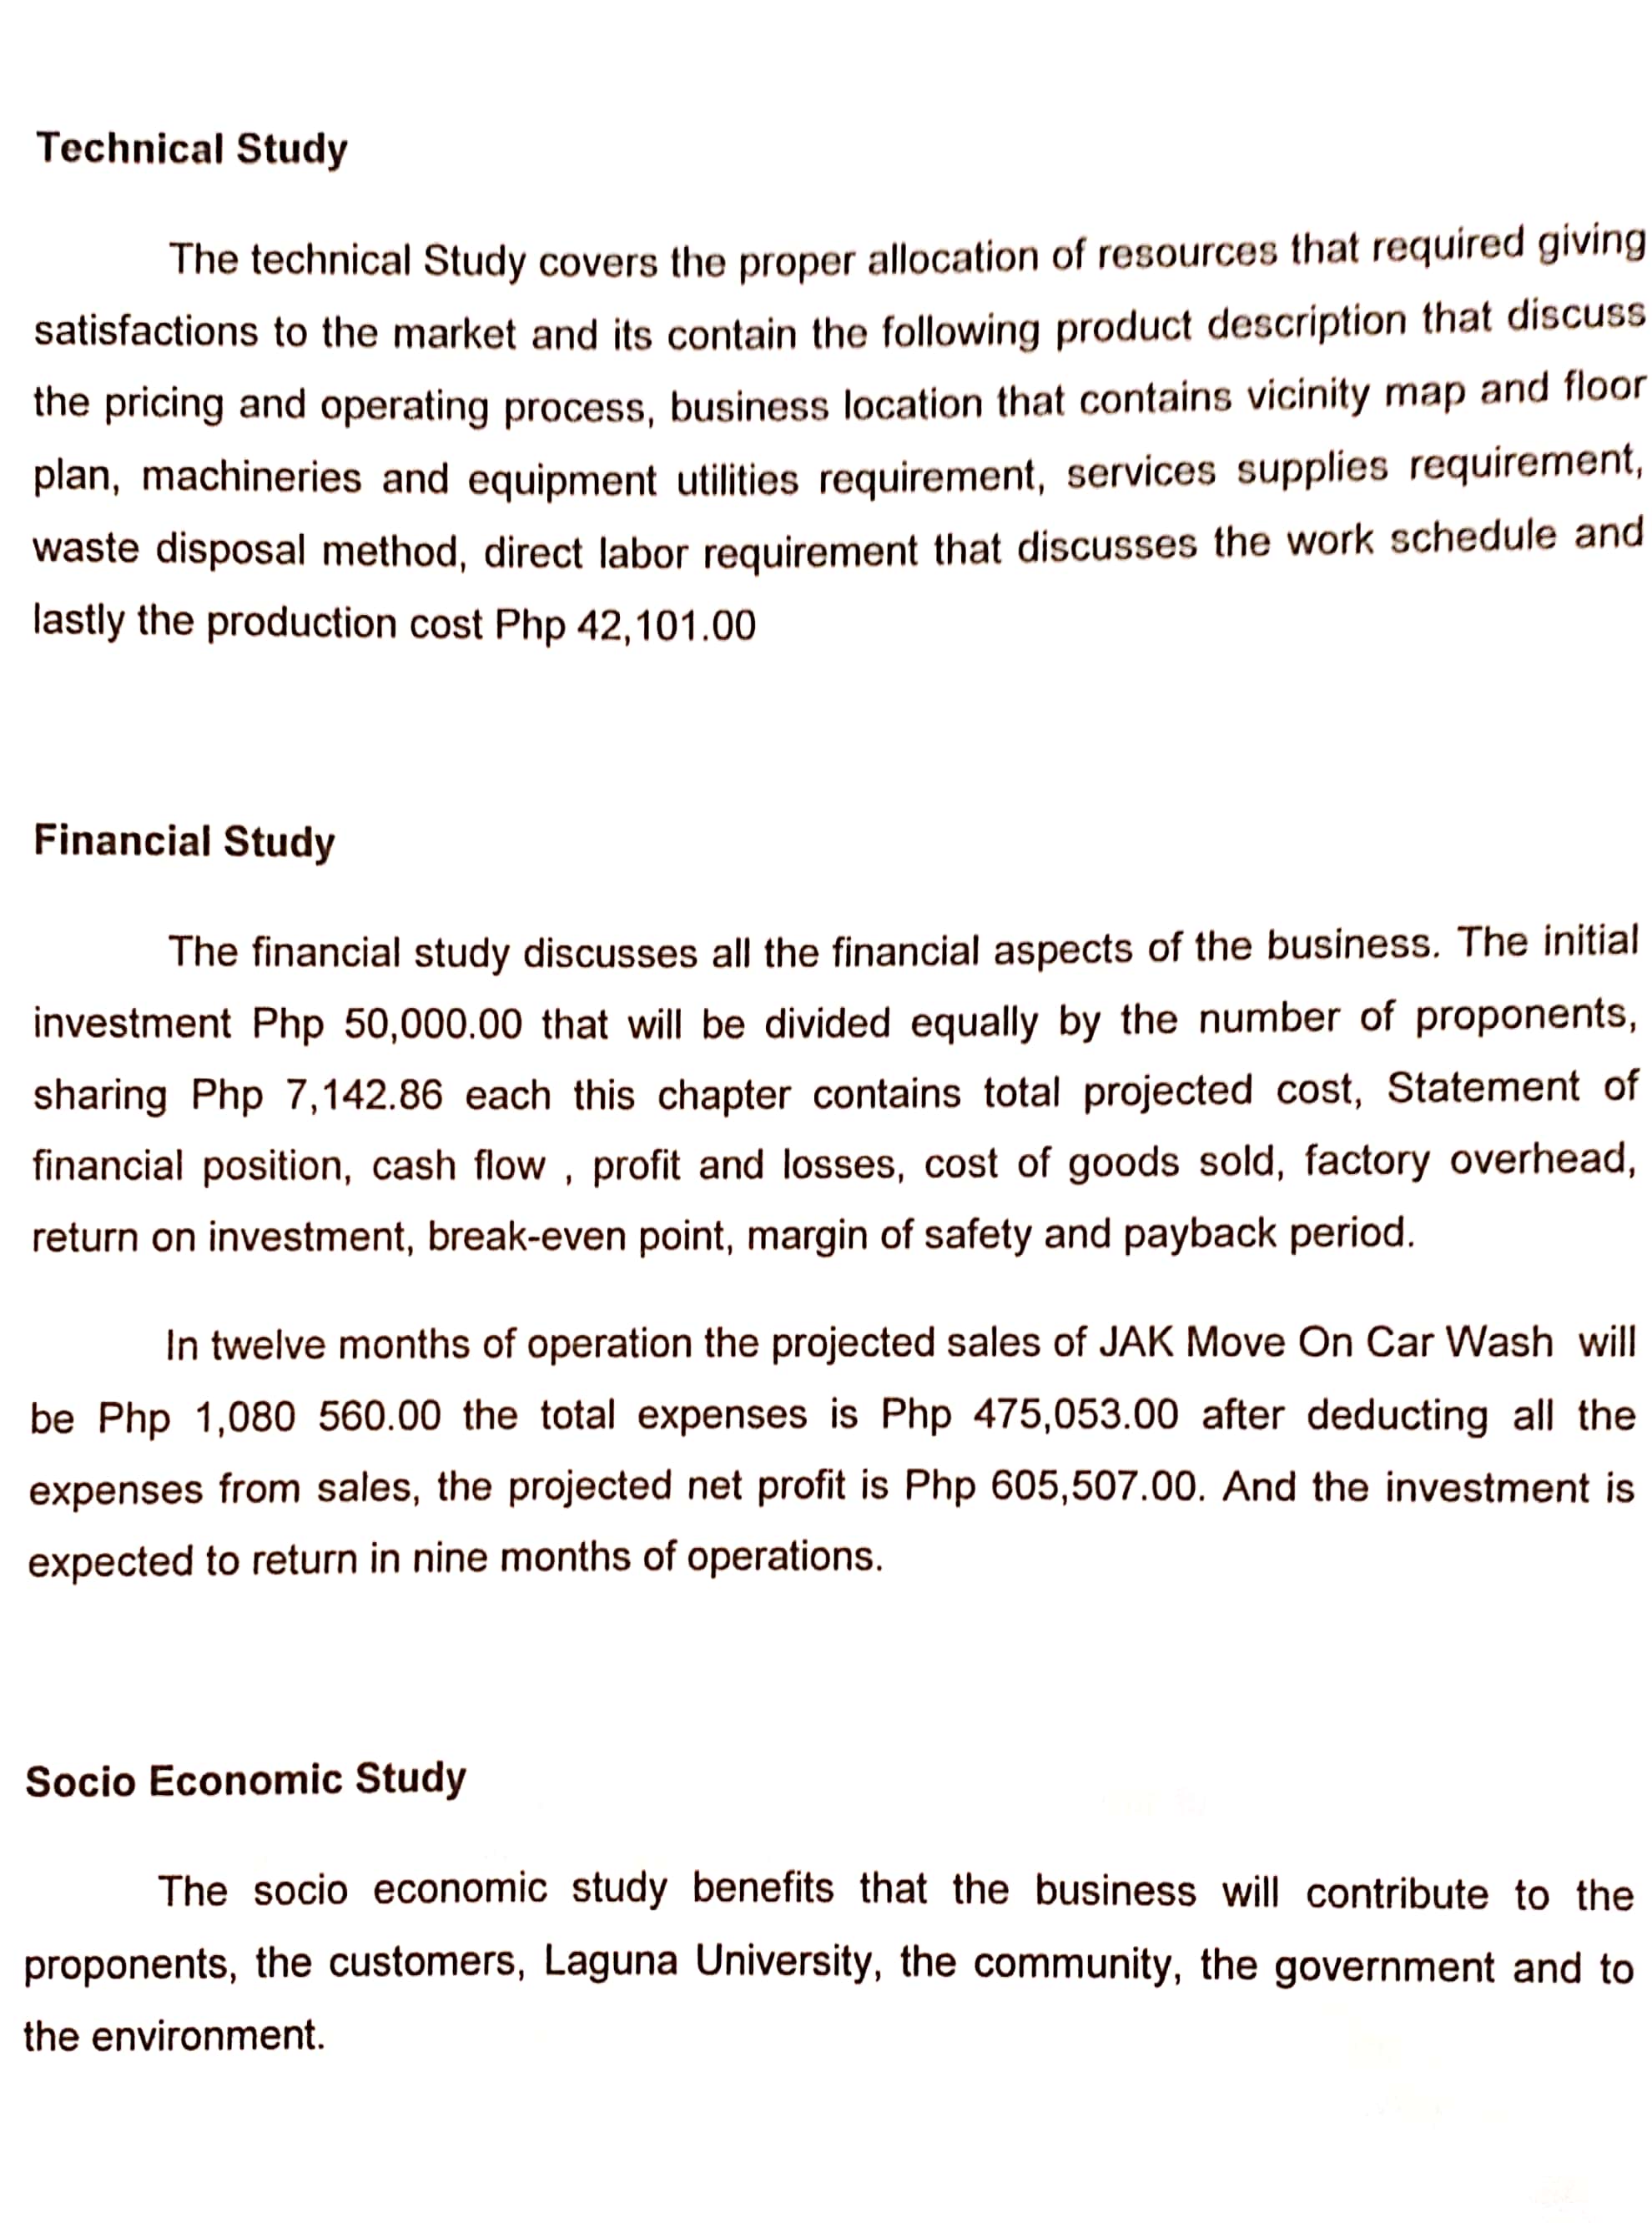 Technical Study
The technical Study covers the proper allocation of resources that required giving
satisfactions to the market and its contain the following product description that discuss
the pricing and operating process, business location that contains vicinity map and floor
plan, machineries and equipment utilities requirement, services supplies requirement,
waste disposal method, direct labor requirement that discusses the work schedule and
lastly the production cost Php 42,101.00
Financial Study
The financial study discusses all the financial aspects of the business. The initial
investment Php 50,000.00 that will be divided equally by the number of proponents,
sharing Php 7,142.86 each this chapter contains total projected cost, Statement of
financial position, cash flow , profit and losses, cost of goods sold, factory overhead,
return on investment, break-even point, margin of safety and payback period.
In twelve months of operation the projected sales of JAK Move On Car Wash will
be Php 1,080 560.00 the total expenses is Php 475,053.00 after deducting all the
expenses from sales, the projected net profit is Php 605,507.00. And the investment is
expected to return in nine months of operations.
Socio Economic Study
The socio economic study benefits that the business will contribute to the
proponents, the customers, Laguna University, the community, the government and to
the environment.